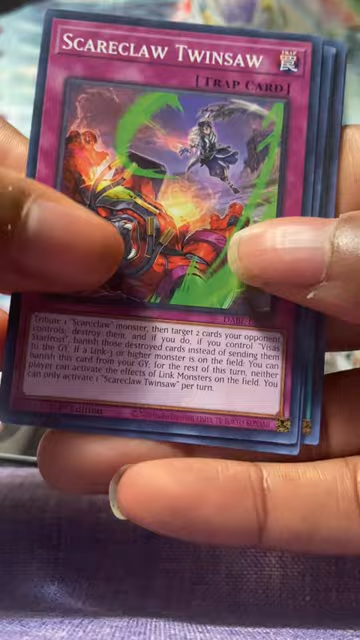 SCARECLAW TWINSAW
TRAP
[TRAP CARD]
Tribute 1 "Scareclaw" monster, then target 2 cards your opponent
controls; destroy them, and if you do, if you control "Visas
Starfrost", banish those destroyed cards instead of sending them
to the GY. If a Link-3 or higher monster is on the field: You can
banish this card from your GY; for the rest of this turn, neither
player can activate the effects of Link Monsters on the field. You
can only activate 1 "Scareclaw Twinsaw" per turn.
1st Edition